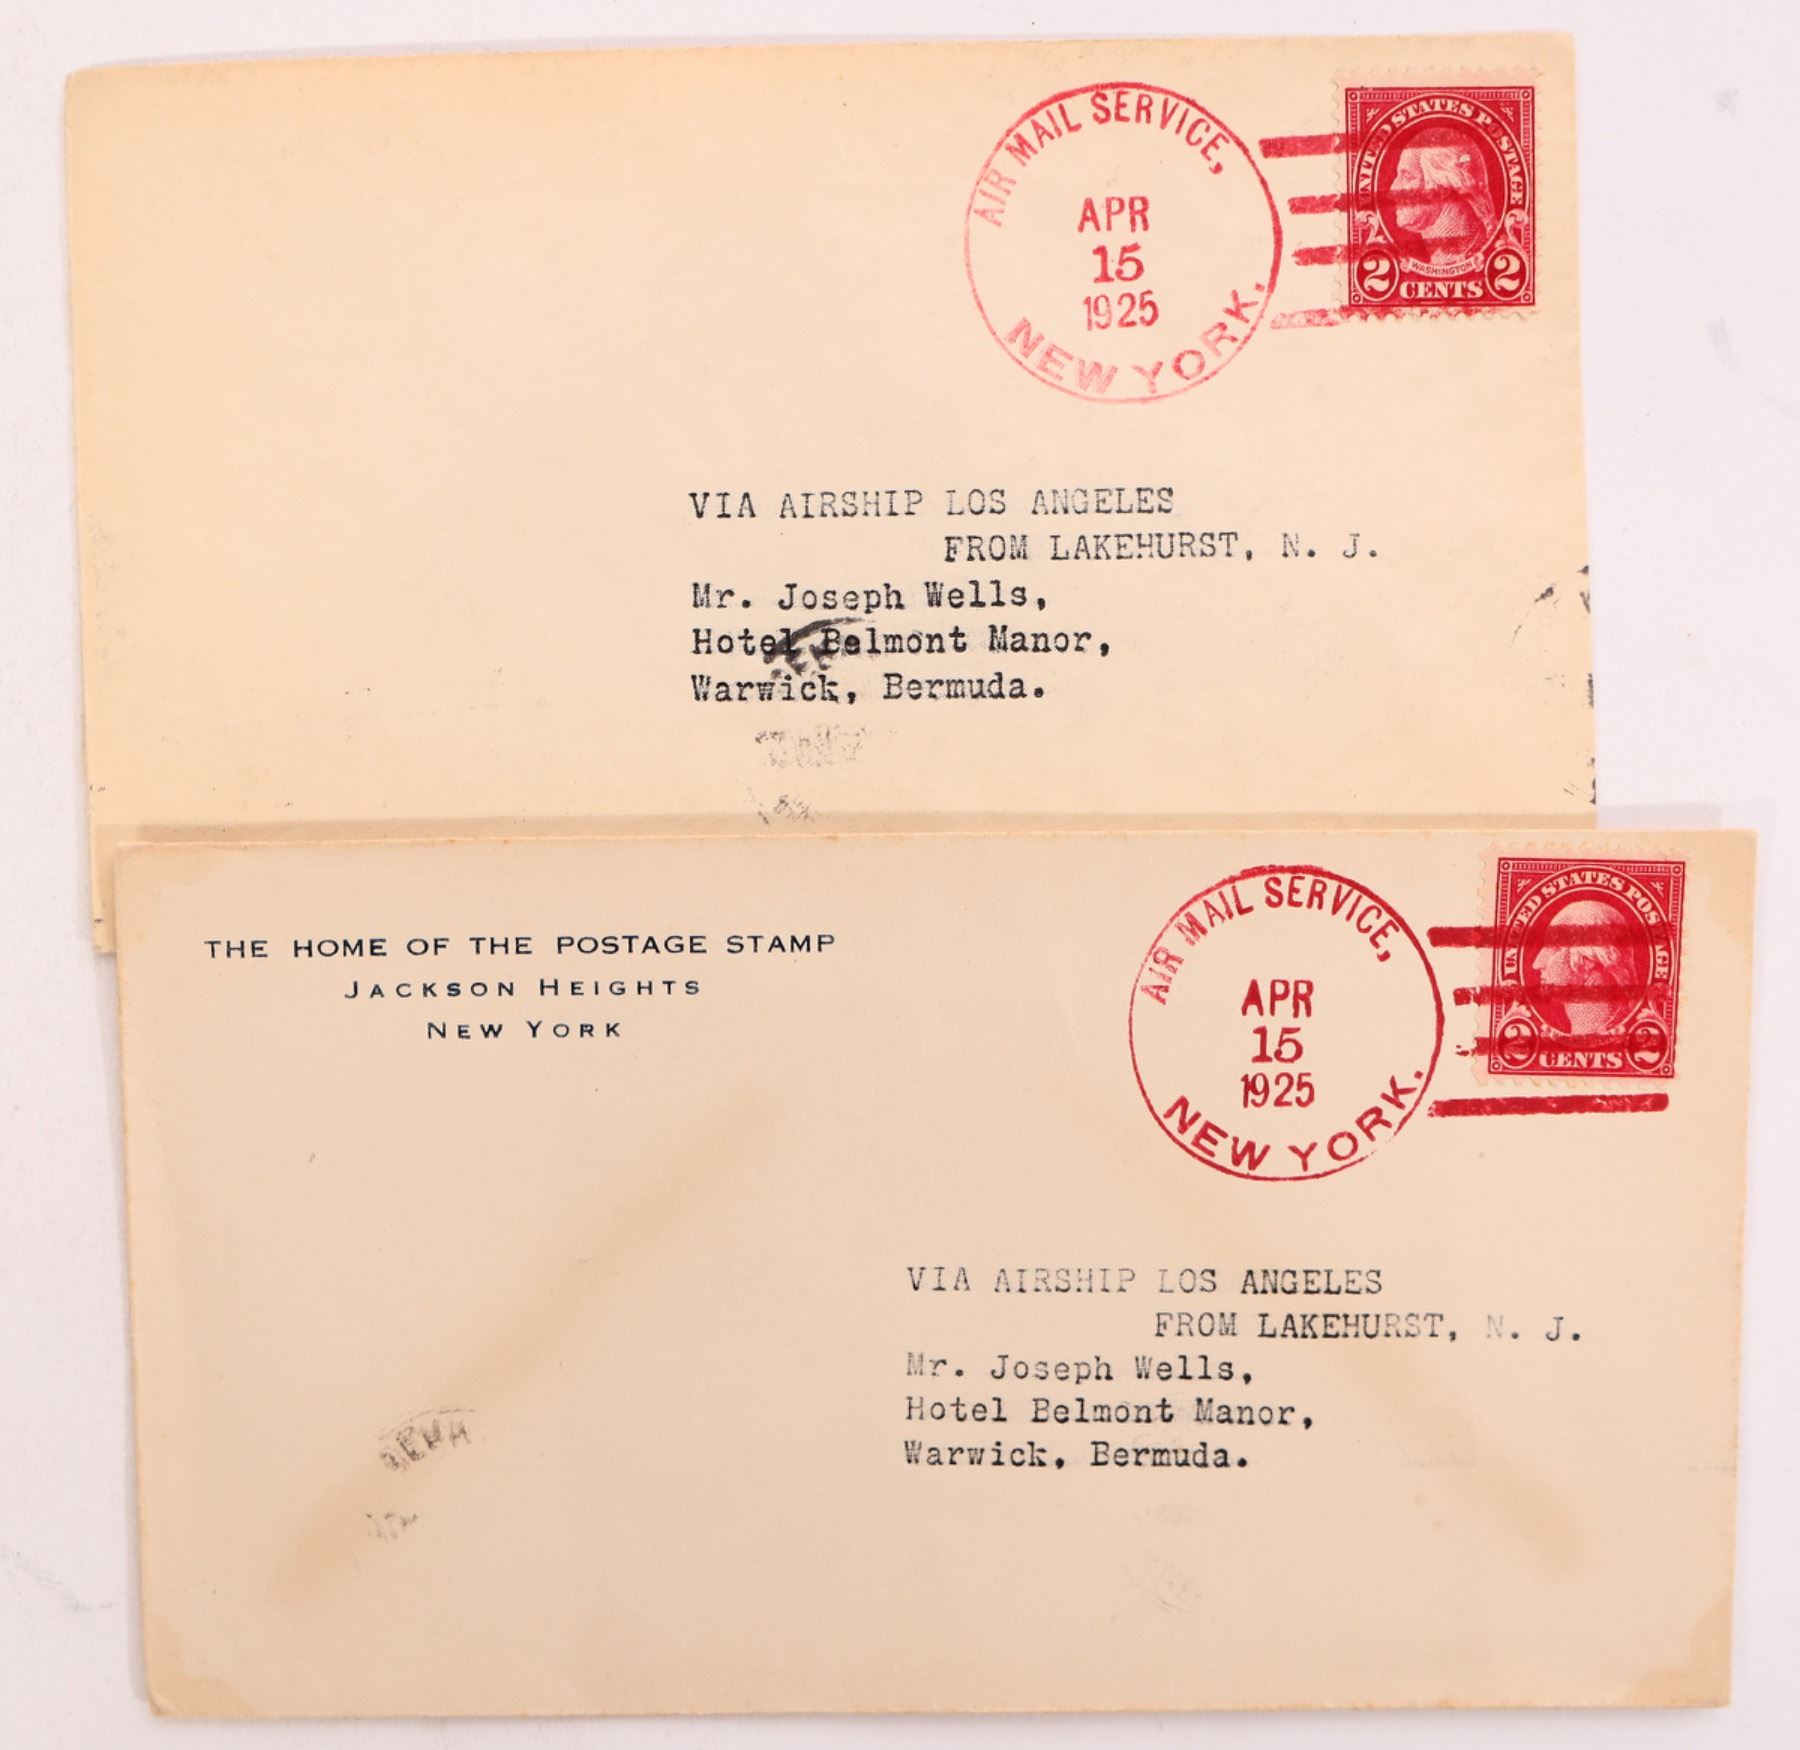 AIR MAIL SERVICE,
APR
15
1925
NEW YORK.
UNITED STATES POSTAGE
WASHINGTON
2 CENTS 2
VIA AIRSHIP LOS ANGELES
FROM LAKEHURST, N. J.
Mr. Joseph Wells,
Hotel Belmont Manor,
Warwick, Bermuda.
THE HOME OF THE POSTAGE STAMP
JACKSON HEIGHTS
NEW YORK
AIR MAIL SERVICE,
APR
15
1925
NEW YORK.
UNITED STATES POSTAGE
2 CENTS 2
VIA AIRSHIP LOS ANGELES
FROM LAKEHURST, N. J.
Mr. Joseph Wells,
Hotel Belmont Manor,
Warwick, Bermuda.